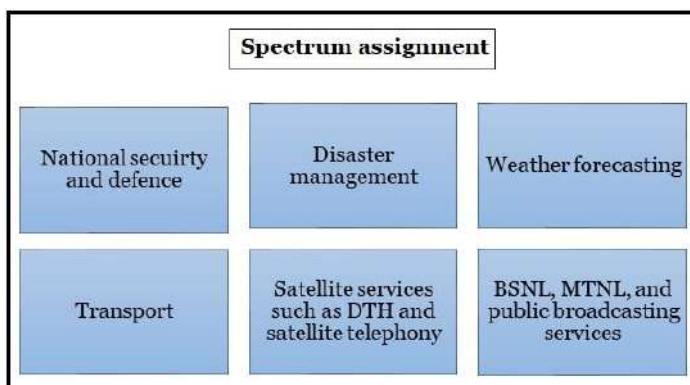 Spectrum assignment
National secuirty
and defence
Disaster
management
Weather forecasting
Transport
Satellite services
such as DTH and
satellite telephony
BSNL, MTNL, and
public broadcasting
services